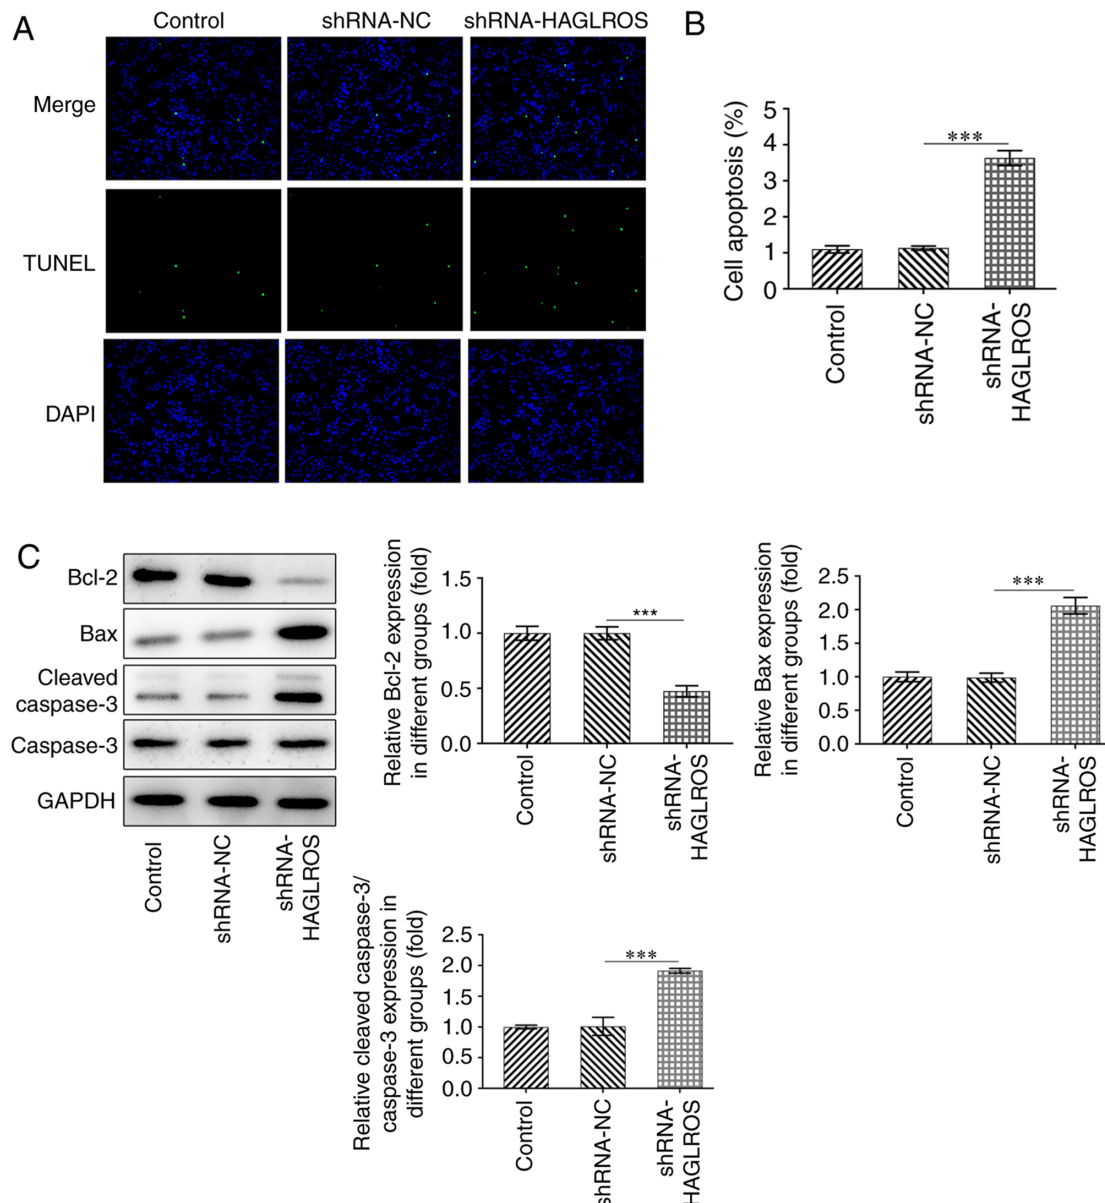 A
Control
shRNA-NC
shRNA-HAGLROS
Merge
TUNEL
DAPI
B
Cell apoptosis (%)
5
4
3
2
1
0
***
Control
shRNA-NC
shRNA-
HAGLROS
C
Bcl-2
Bax
Cleaved
caspase-3
Caspase-3
GAPDH
Control
shRNA-NC
shRNA-
HAGLROS
Relative Bcl-2 expression
in different groups (fold)
1.5
1.0
0.5
0.0
***
Control
shRNA-NC
shRNA-
HAGLROS
Relative Bax expression
in different groups (fold)
2.5
2.0
1.5
1.0
0.5
0.0
***
Control
shRNA-NC
shRNA-
HAGLROS
Relative cleaved caspase-3/
caspase-3 expression in
different groups (fold)
2.5
2.0
1.5
1.0
0.5
0.0
***
Control
shRNA-NC
shRNA-
HAGLROS